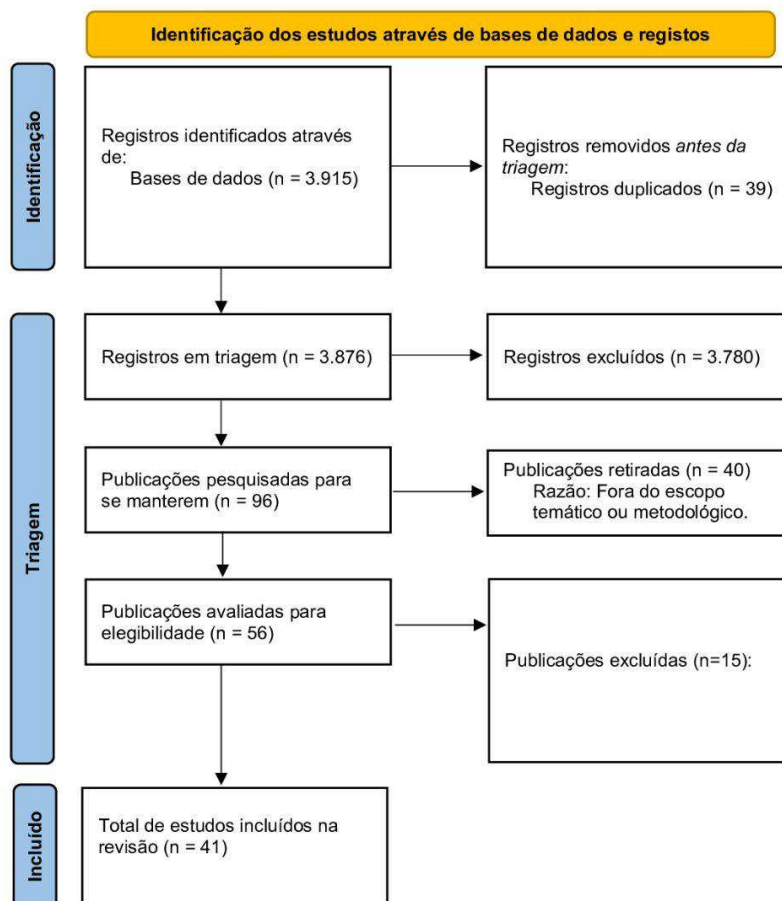 Identificação dos estudos através de bases de dados e registos
Identificação
Registros identificados através
de:
Bases de dados (n = 3.915)
Registros removidos antes da
triagem:
Registros duplicados (n = 39)
Triagem
Registros em triagem (n = 3.876)
Registros excluídos (n = 3.780)
Publicações pesquisadas para
se manterem (n = 96)
Publicações retiradas (n = 40)
Razão: Fora do escopo
temático ou metodológico.
Publicações avaliadas para
elegibilidade (n = 56)
Publicações excluídas (n=15):
Incluído
Total de estudos incluídos na
revisão (n = 41)